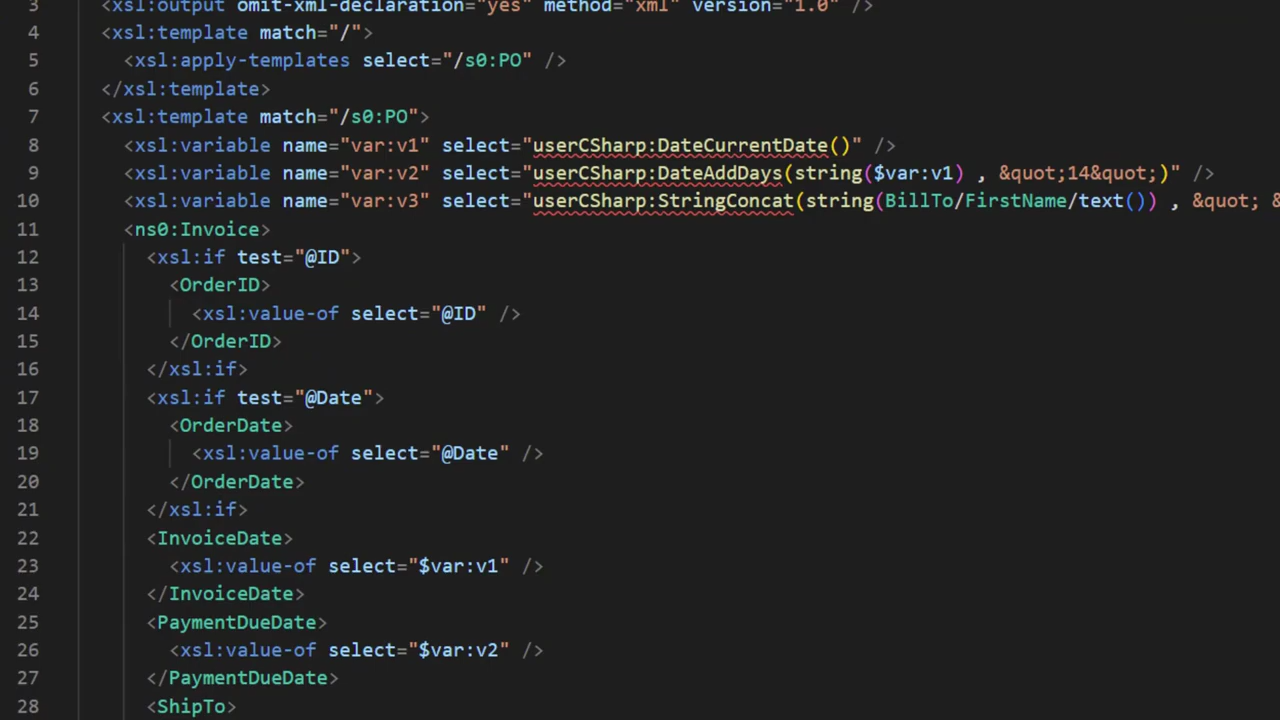 3 <xsl:output omit-xml-declaration="yes" method="xml" version="1.0" />
4 <xsl:template match="/">
5 <xsl:apply-templates select="/s0:PO" />
6 </xsl:template>
7 <xsl:template match="/s0:PO">
8 <xsl:variable name="var:v1" select="userCSharp:DateCurrentDate()" />
9 <xsl:variable name="var:v2" select="userCSharp:DateAddDays(string($var:v1) , &quot;14&quot;)" />
10 <xsl:variable name="var:v3" select="userCSharp:StringConcat(string(BillTo/FirstName/text()) , &quot; &
11 <ns0:Invoice>
12 <xsl:if test="@ID">
13 <OrderID>
14 <xsl:value-of select="@ID" />
15 </OrderID>
16 </xsl:if>
17 <xsl:if test="@Date">
18 <OrderDate>
19 <xsl:value-of select="@Date" />
20 </OrderDate>
21 </xsl:if>
22 <InvoiceDate>
23 <xsl:value-of select="$var:v1" />
24 </InvoiceDate>
25 <PaymentDueDate>
26 <xsl:value-of select="$var:v2" />
27 </PaymentDueDate>
28 <ShipTo>